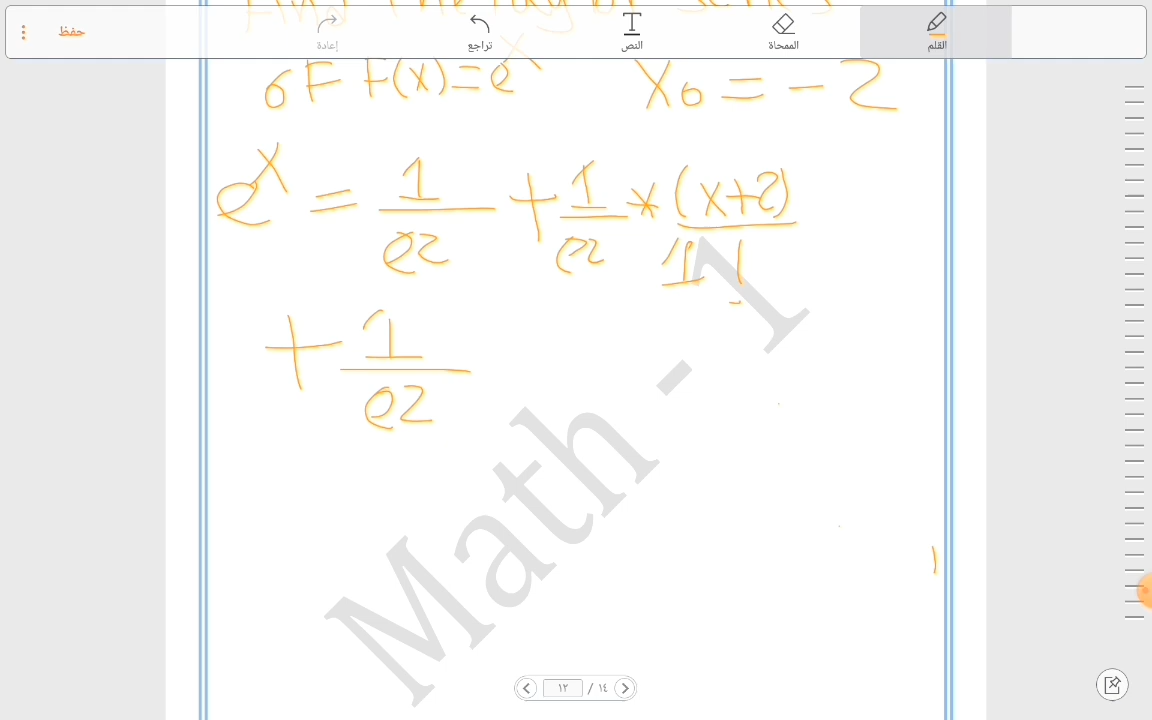 حفظ
إعادة
تراجع
النص
الممحاة
القلم
of F(x)=e^x X0 = -2
e^x = 1/e2 + 1/e2 * (x+2)/1!
+ 1/e2
Math - 1
١٢ / ١٤